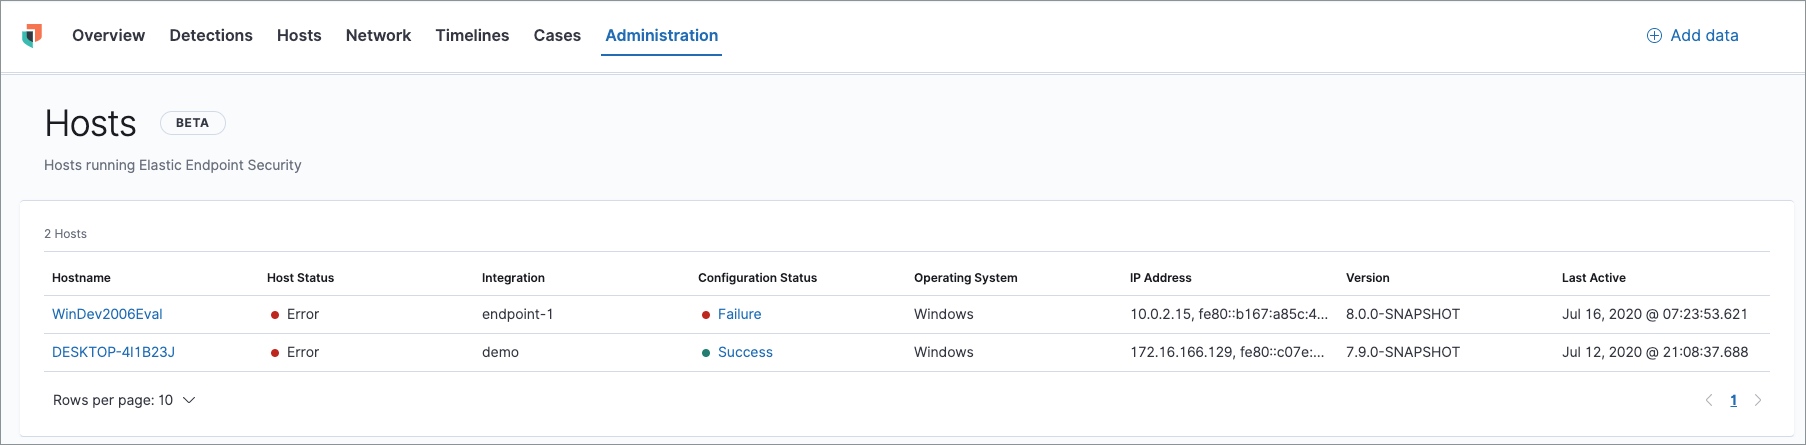 Overview Detections Hosts Network Timelines Cases Administration Add data
Hosts BETA
Hosts running Elastic Endpoint Security
2 Hosts
Hostname Host Status Integration Configuration Status Operating System IP Address Version Last Active
WinDev2006Eval Error endpoint-1 Failure Windows 10.0.2.15, fe80::b167:a85c:4... 8.0.0-SNAPSHOT Jul 16, 2020 @ 07:23:53.621
DESKTOP-4I1B23J Error demo Success Windows 172.16.166.129, fe80::c07e:... 7.9.0-SNAPSHOT Jul 12, 2020 @ 21:08:37.688
Rows per page: 10 1